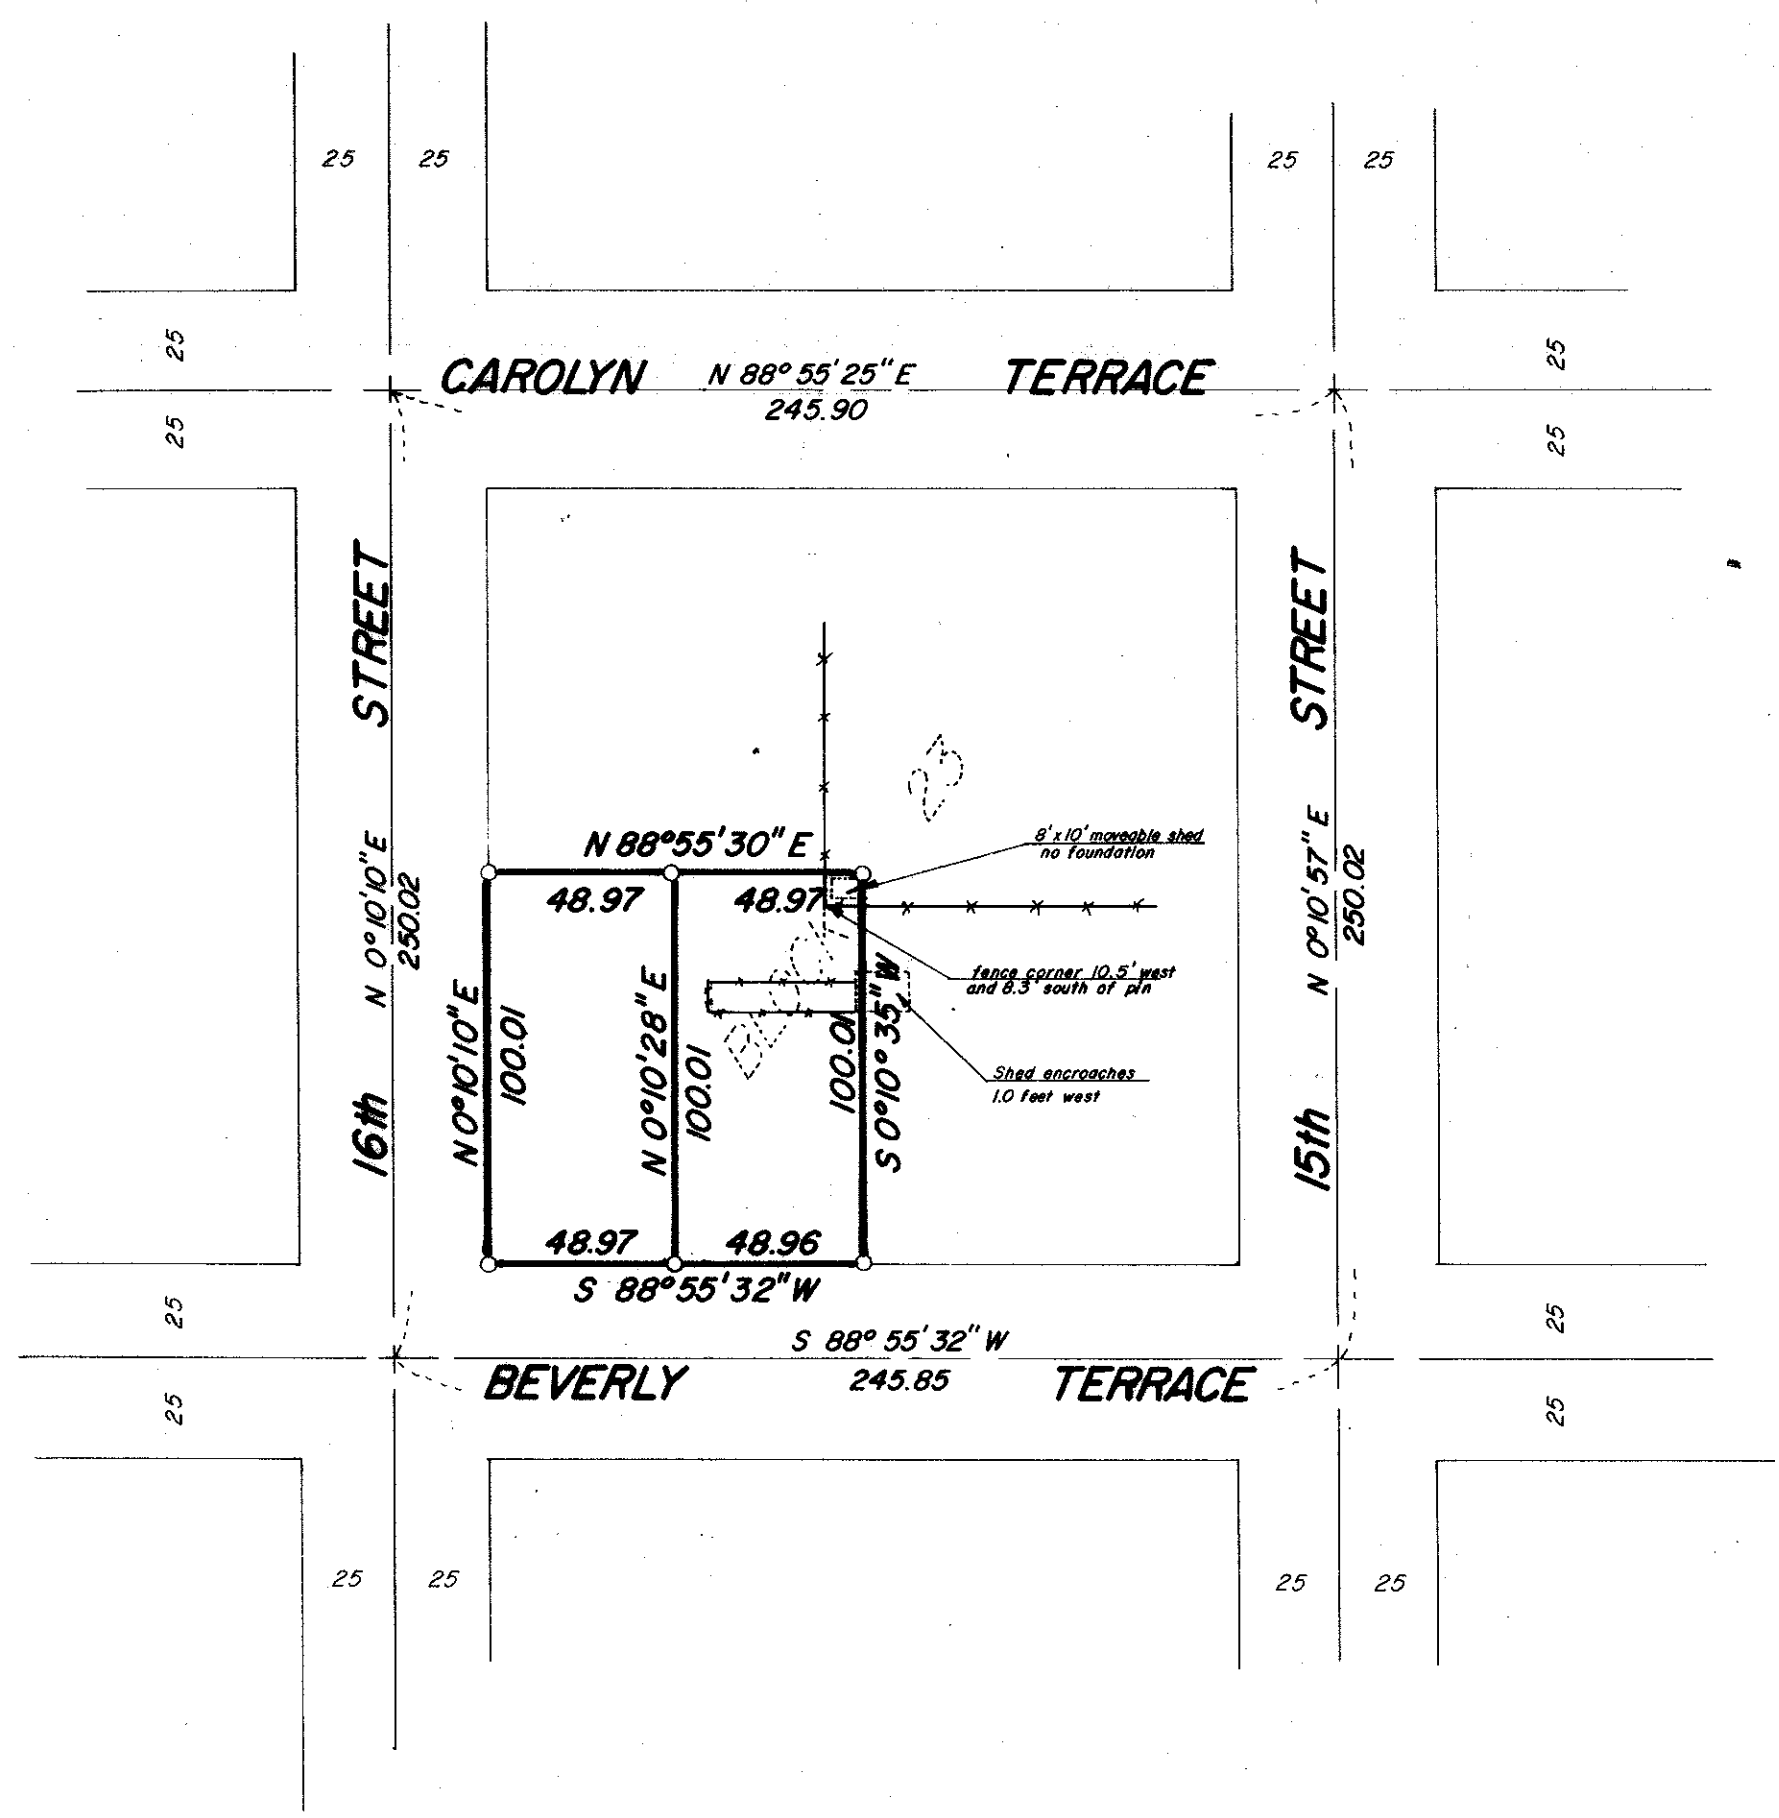 25 25 25 25
25 25
CAROLYN N 88° 55' 25" E TERRACE
245.90
25 25
STREET STREET
8' x 10' moveable shed
no foundation
N 88°55'30" E
48.97 48.97
N 0°10'10" E
250.02
N 0°10'57" E
250.02
fence corner 10.5' west
and 8.3' south of pin
N 0°10'10" E
100.01
N 0°10'28" E
100.01
100.01
S 0°10°35" W
Shed encroaches
1.0 feet west
16th 15th
48.97 48.96
S 88°55'32" W
25 25
S 88° 55' 32" W
BEVERLY 245.85 TERRACE
25 25
25 25 25 25